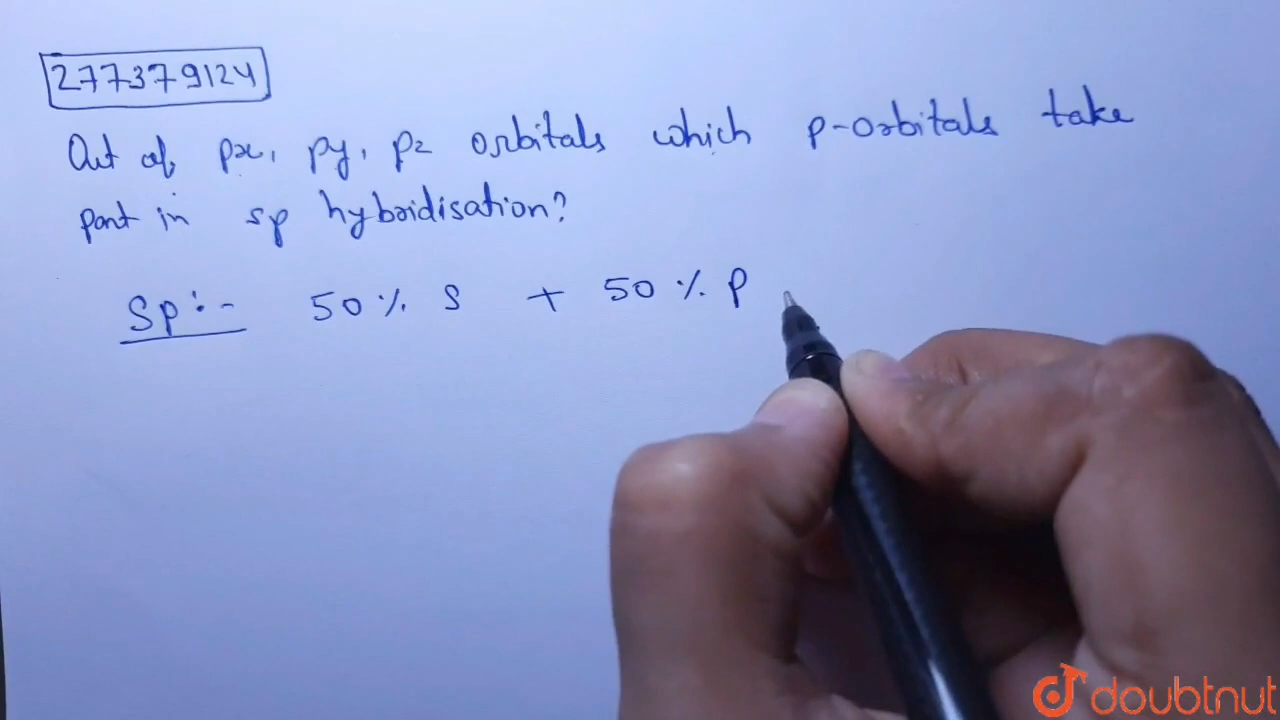 277379124
Out of, px, py, pz orbitals which p-orbitals take
part in sp hybridisation?
Sp:- 50% s + 50% p
doubtnut